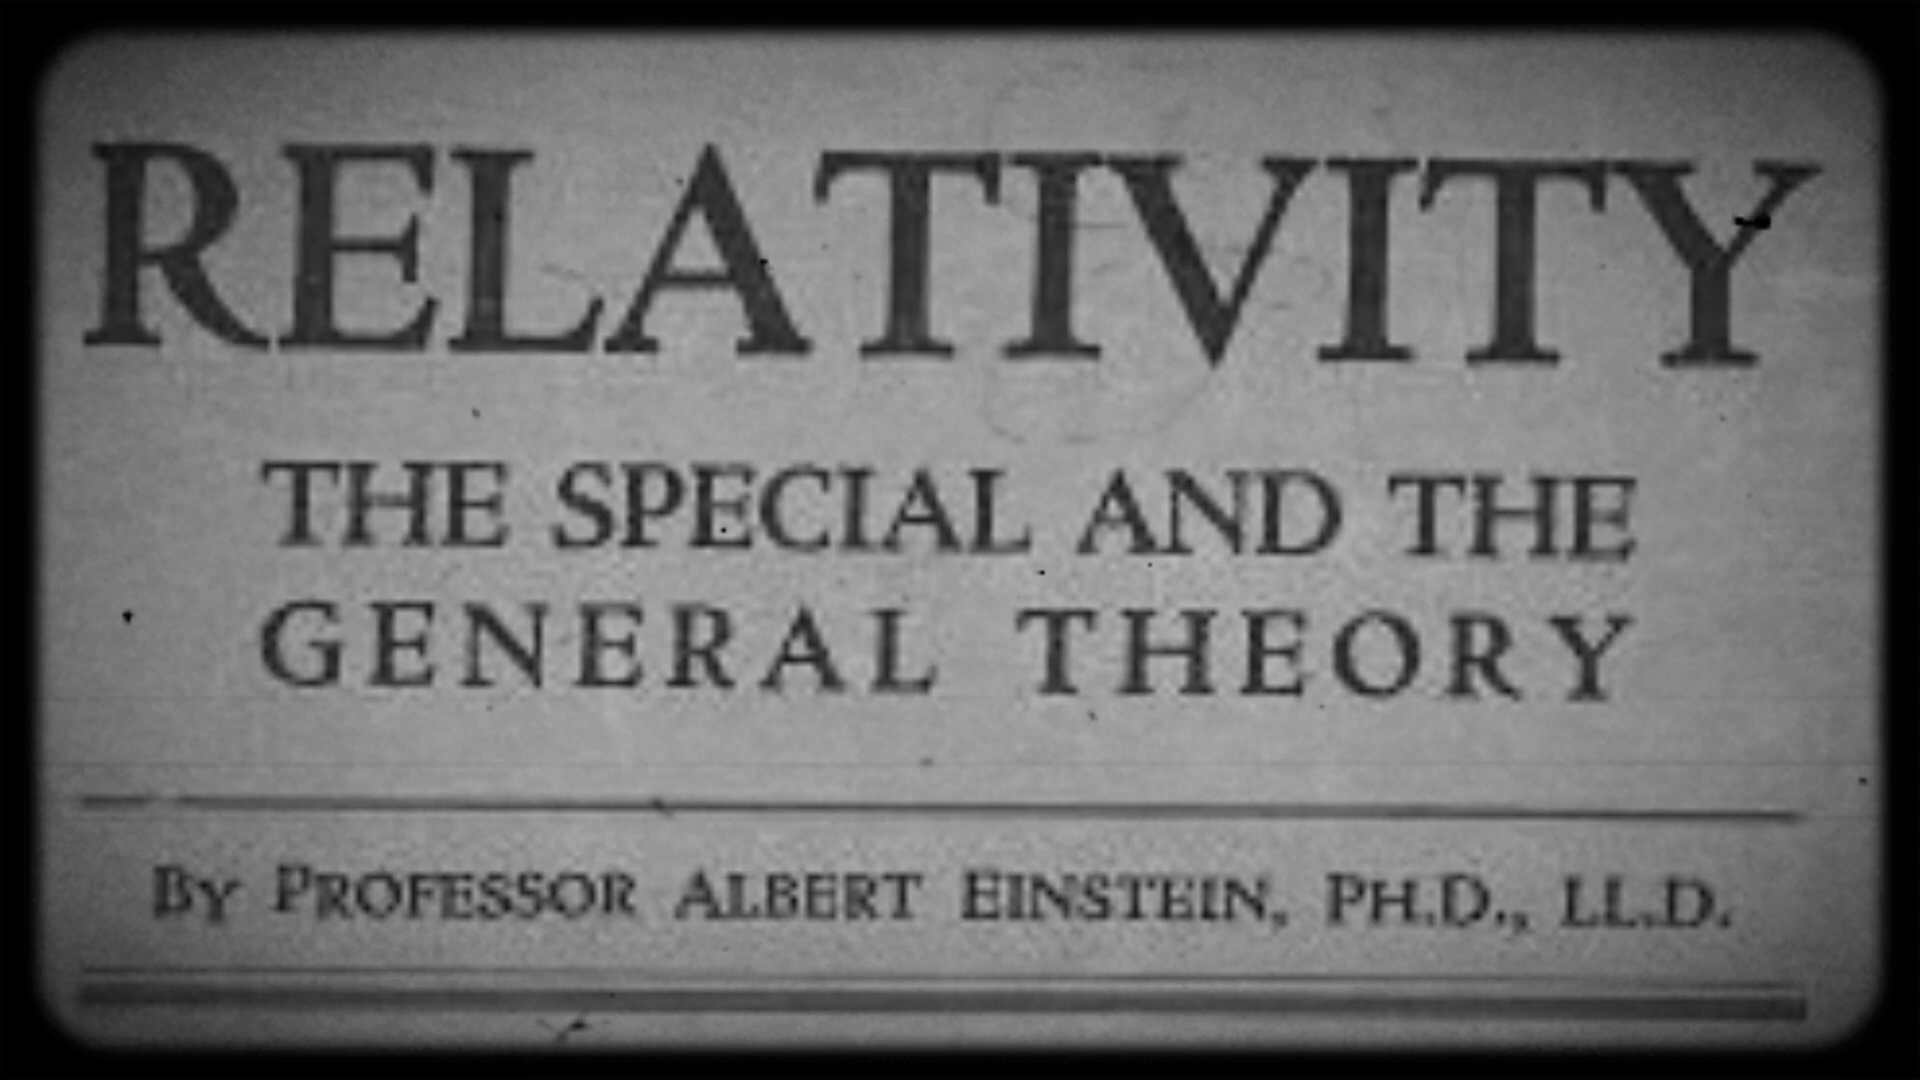 RELATIVITY
THE SPECIAL AND THE
GENERAL THEORY
By PROFESSOR ALBERT EINSTEIN, PH.D., LL.D.